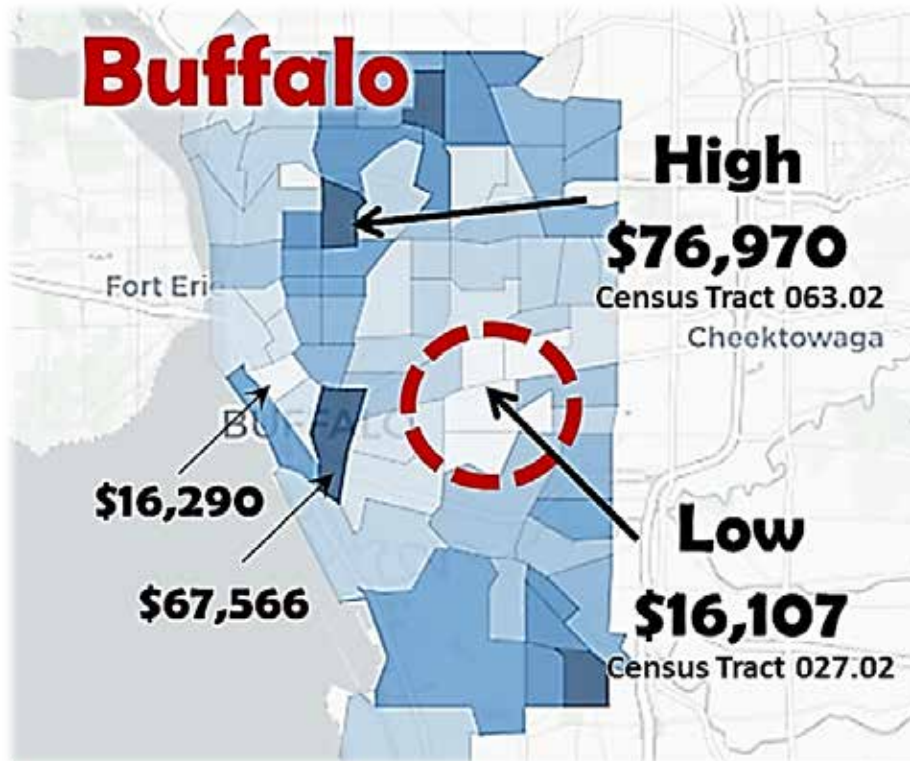 Buffalo
High
$76,970
Census Tract 063.02
Fort Erie
Cheektowaga
BUFFALO
$16,290
$67,566
Low
$16,107
Census Tract 027.02